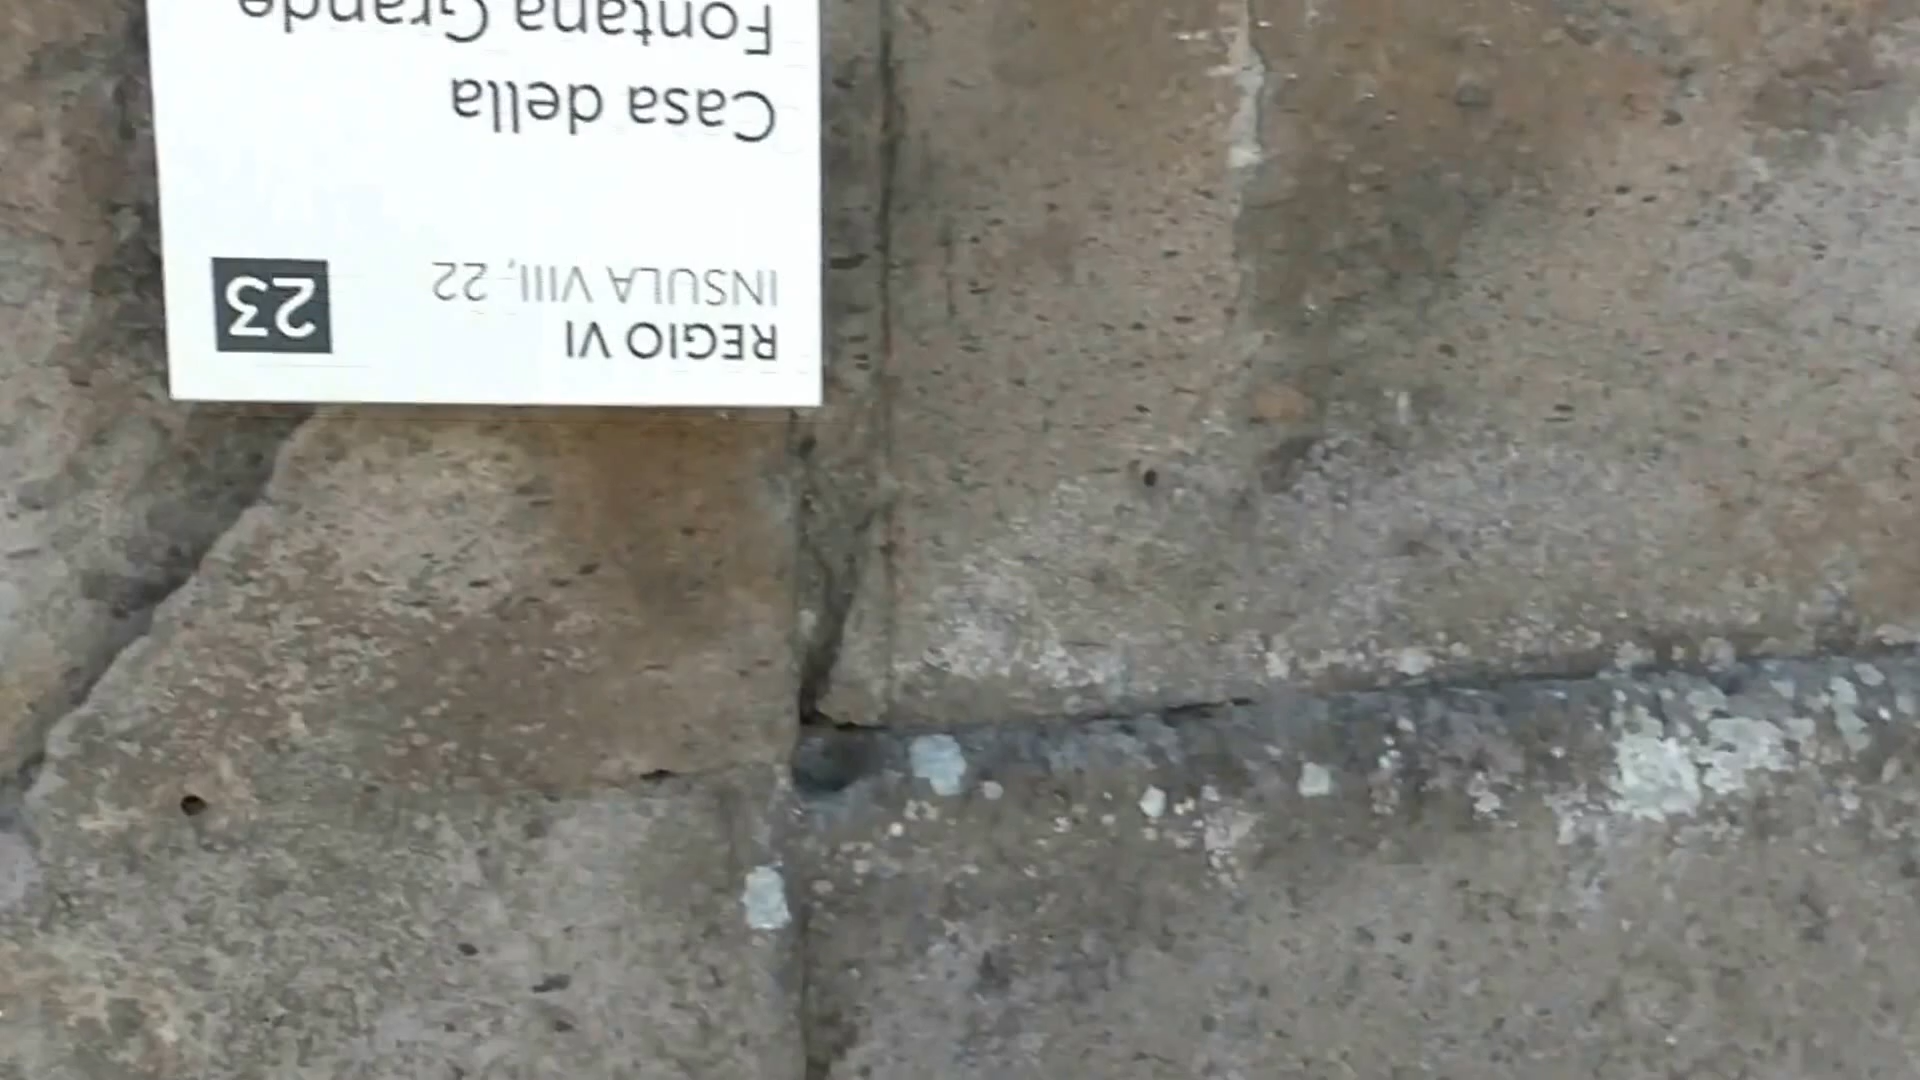 REGIO VI
INSULA VIII, 22
23
Casa della
Fontana Grande